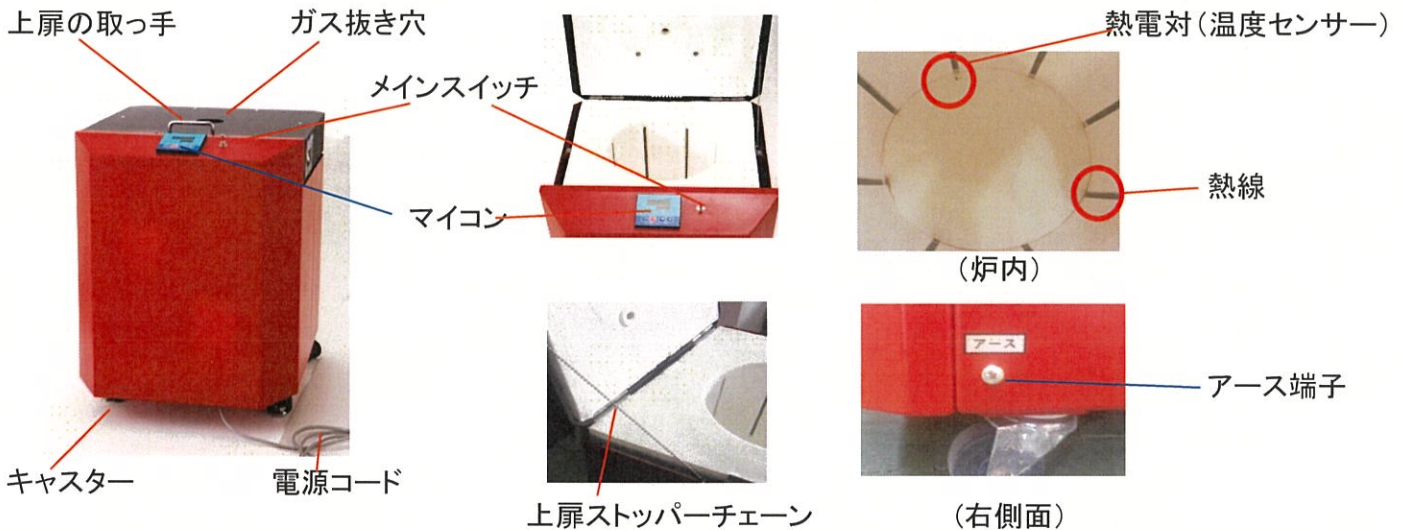 上扉の取っ手
ガス抜き穴
熱電対(温度センサー)
メインスイッチ
マイコン
熱線
(炉内)
アース
アース端子
キャスター
電源コード
上扉ストッパーチェーン
(右側面)